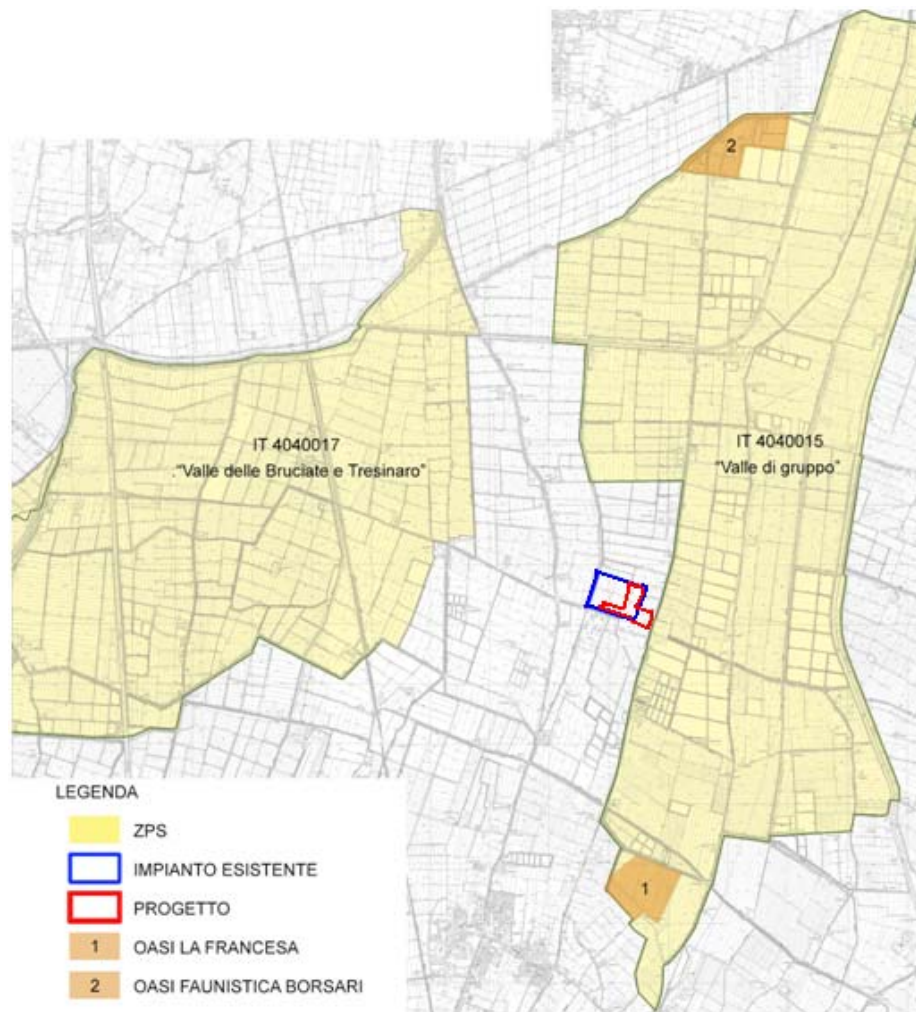 2
IT 4040017
"Valle delle Bruciate e Tresinaro"
IT 4040015
"Valle di gruppo"
1
LEGENDA
ZPS
IMPIANTO ESISTENTE
PROGETTO
1 OASI LA FRANCESA
2 OASI FAUNISTICA BORSARI